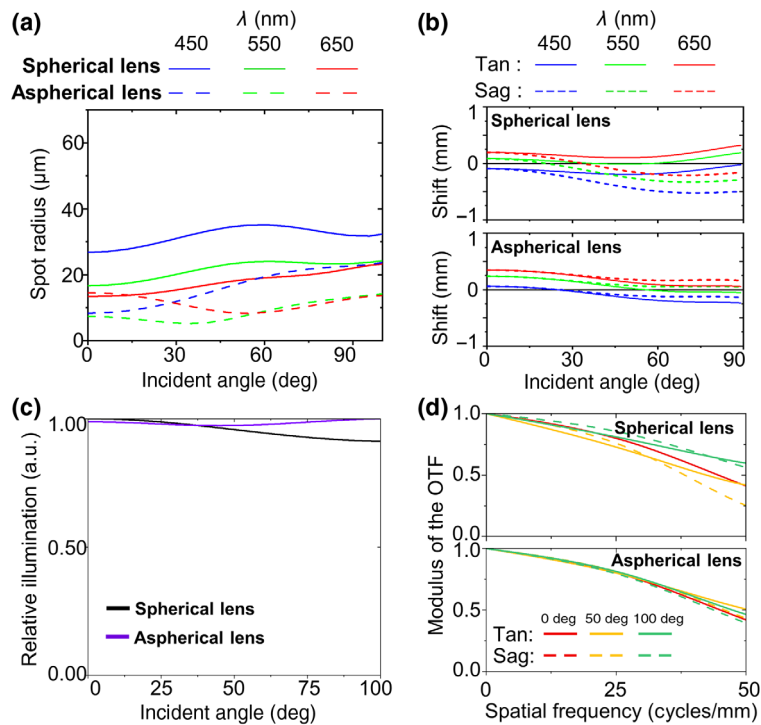 (a)
λ (nm)
450 550 650
Spherical lens
Aspherical lens
60
40
20
0
Spot radius (μm)
0 30 60 90
Incident angle (deg)
(b)
λ (nm)
450 550 650
Tan :
Sag :
1
0
−1
Shift (mm)
Spherical lens
1
0
−1
Shift (mm)
Aspherical lens
0 30 60 90
Incident angle (deg)
(c)
1.00
0.50
0.00
Relative illumination (a.u.)
Spherical lens
Aspherical lens
0 25 50 75 100
Incident angle (deg)
(d)
1.0
0.5
0.0
Spherical lens
Modulus of the OTF
1.0
0.5
0.0
Aspherical lens
0 deg 50 deg 100 deg
Tan:
Sag:
0 25 50
Spatial frequency (cycles/mm)